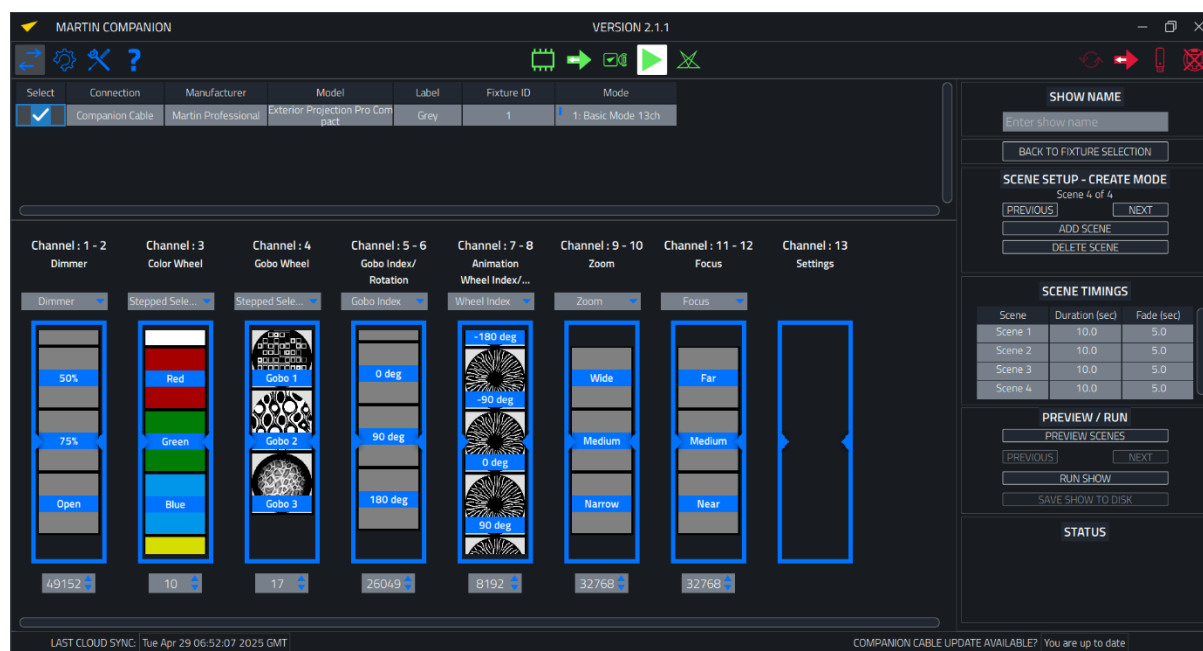 MARTIN COMPANION
VERSION 2.1.1
Select Connection Manufacturer Model Label Fixture ID Mode
Companion Cable Martin Professional Exterior Projection Pro Com
pact Grey 1 1: Basic Mode 13ch
SHOW NAME
Enter show name
BACK TO FIXTURE SELECTION
SCENE SETUP - CREATE MODE
Scene 4 of 4
PREVIOUS NEXT
ADD SCENE
DELETE SCENE
Channel : 1 - 2
Dimmer
Dimmer
50%
75%
Open
49152
Channel : 3
Color Wheel
Stepped Sele...
Red
Green
Blue
10
Channel : 4
Gobo Wheel
Stepped Sele...
Gobo 1
Gobo 2
Gobo 3
17
Channel : 5 - 6
Gobo Index/
Rotation
Gobo Index
0 deg
90 deg
180 deg
26049
Channel : 7 - 8
Animation
Wheel Index/...
Wheel Index
-180 deg
-90 deg
0 deg
90 deg
8192
Channel : 9 - 10
Zoom
Zoom
Wide
Medium
Narrow
32768
Channel : 11 - 12
Focus
Focus
Far
Medium
Near
32768
Channel : 13
Settings
SCENE TIMINGS
Scene Duration (sec) Fade (sec)
Scene 1 10.0 5.0
Scene 2 10.0 5.0
Scene 3 10.0 5.0
Scene 4 10.0 5.0
PREVIEW / RUN
PREVIEW SCENES
PREVIOUS NEXT
RUN SHOW
SAVE SHOW TO DISK
STATUS
LAST CLOUD SYNC: Tue Apr 29 06:52:07 2025 GMT
COMPANION CABLE UPDATE AVAILABLE? You are up to date